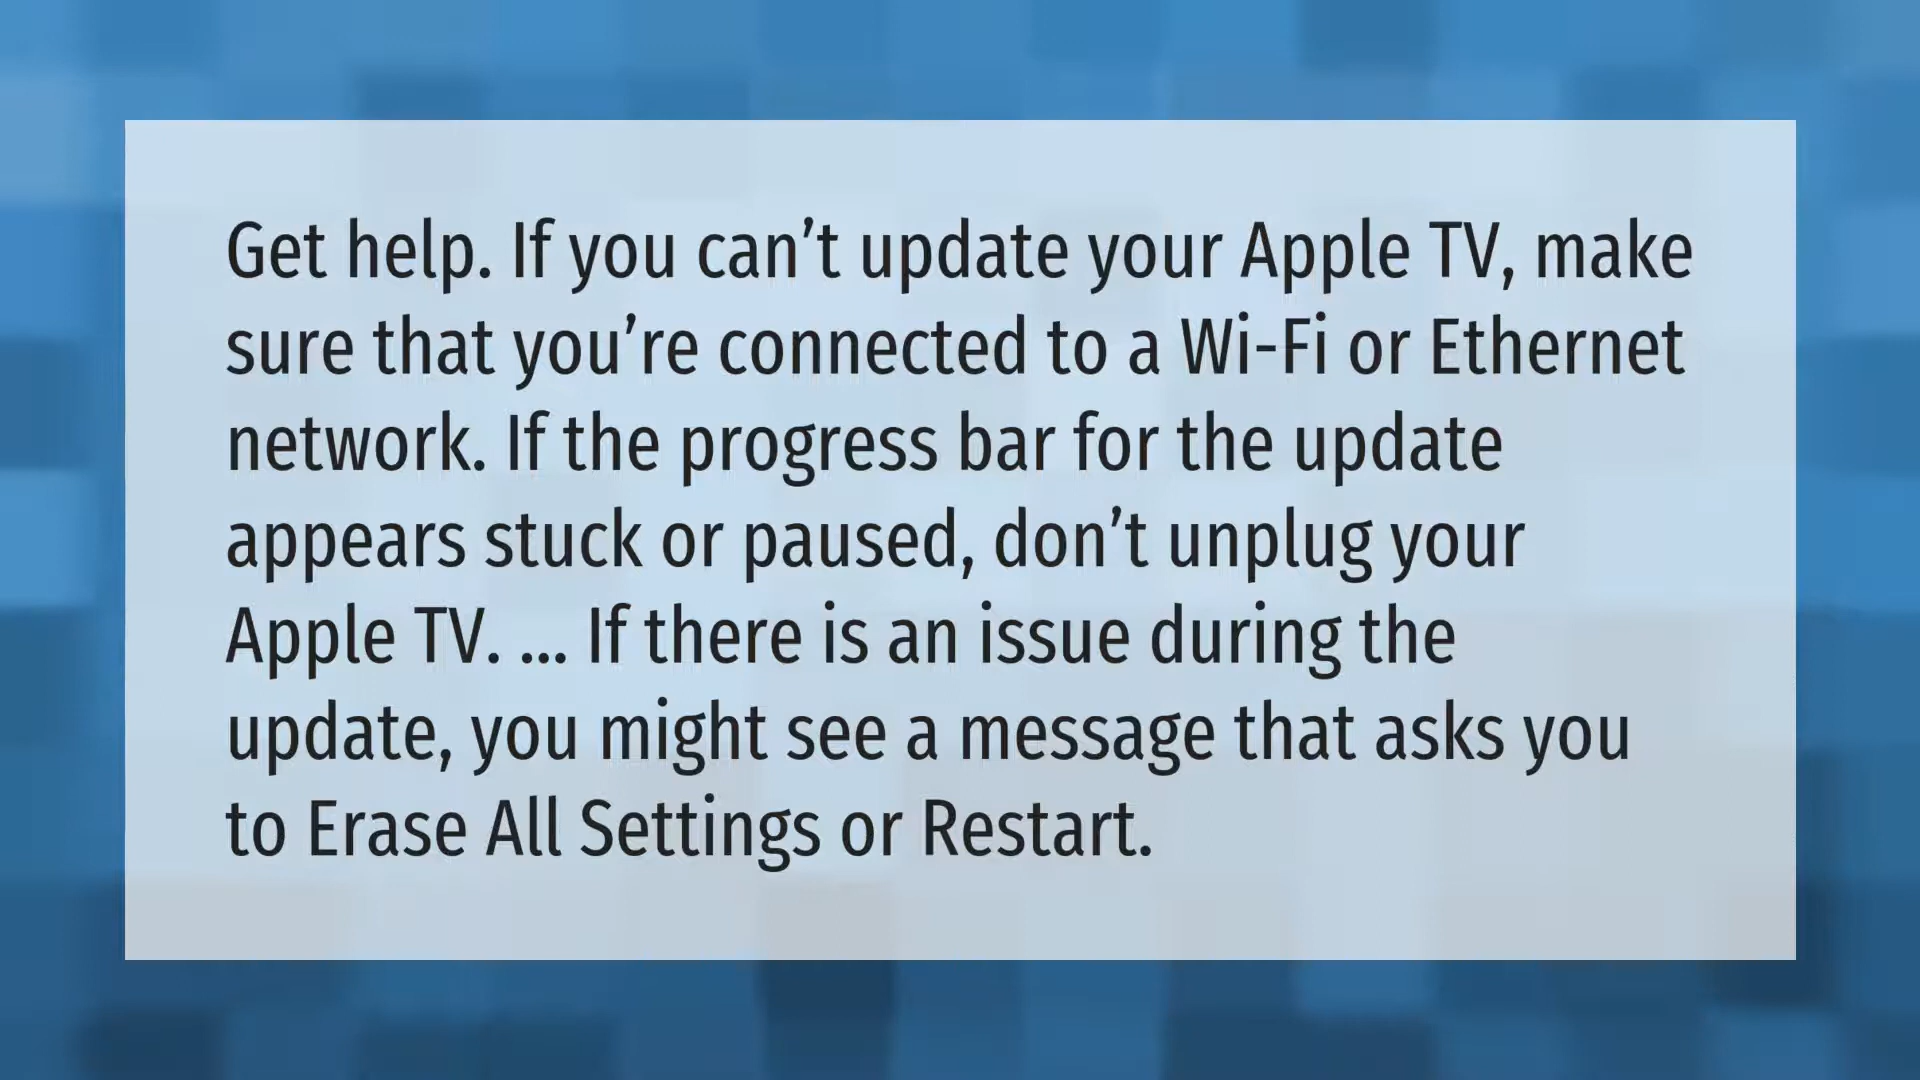 Get help. If you can’t update your Apple TV, make
sure that you’re connected to a Wi-Fi or Ethernet
network. If the progress bar for the update
appears stuck or paused, don’t unplug your
Apple TV. ... If there is an issue during the
update, you might see a message that asks you
to Erase All Settings or Restart.